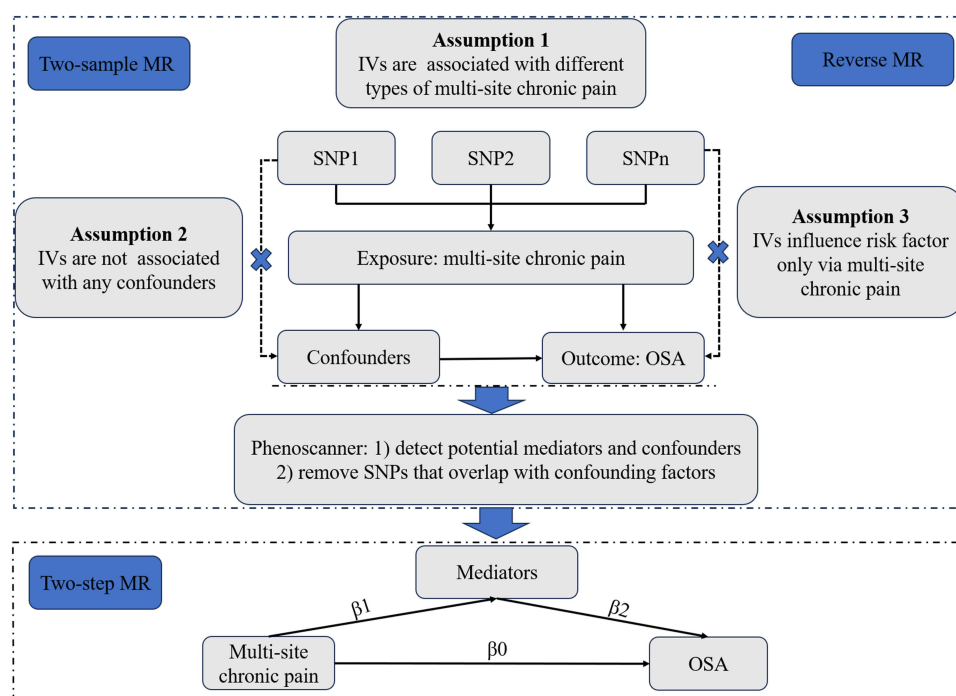 Two-sample MR
Assumption 1
IVs are associated with different
types of multi-site chronic pain
Reverse MR
SNP1
SNP2
SNPn
Assumption 2
IVs are not associated
with any confounders
Exposure: multi-site chronic pain
Assumption 3
IVs influence risk factor
only via multi-site
chronic pain
Confounders
Outcome: OSA
Phenoscanner: 1) detect potential mediators and confounders
2) remove SNPs that overlap with confounding factors
Two-step MR
Mediators
β1
β2
Multi-site
chronic pain
β0
OSA